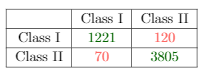 Class I Class II
Class I 1221 120
Class II 70 3805